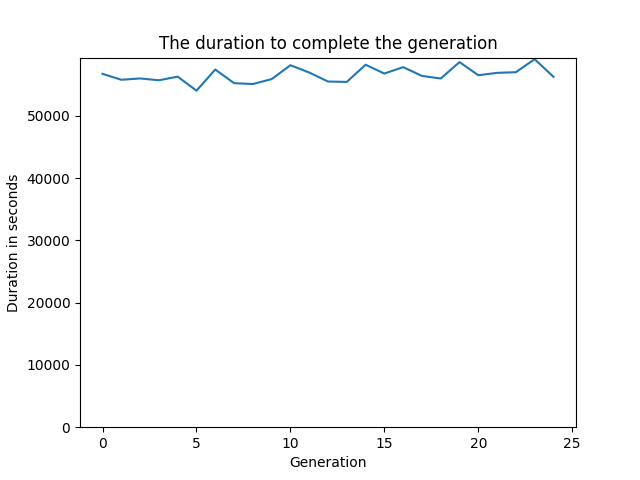 The duration to complete the generation
Duration in seconds
50000
40000
30000
20000
10000
0
0 5 10 15 20 25
Generation